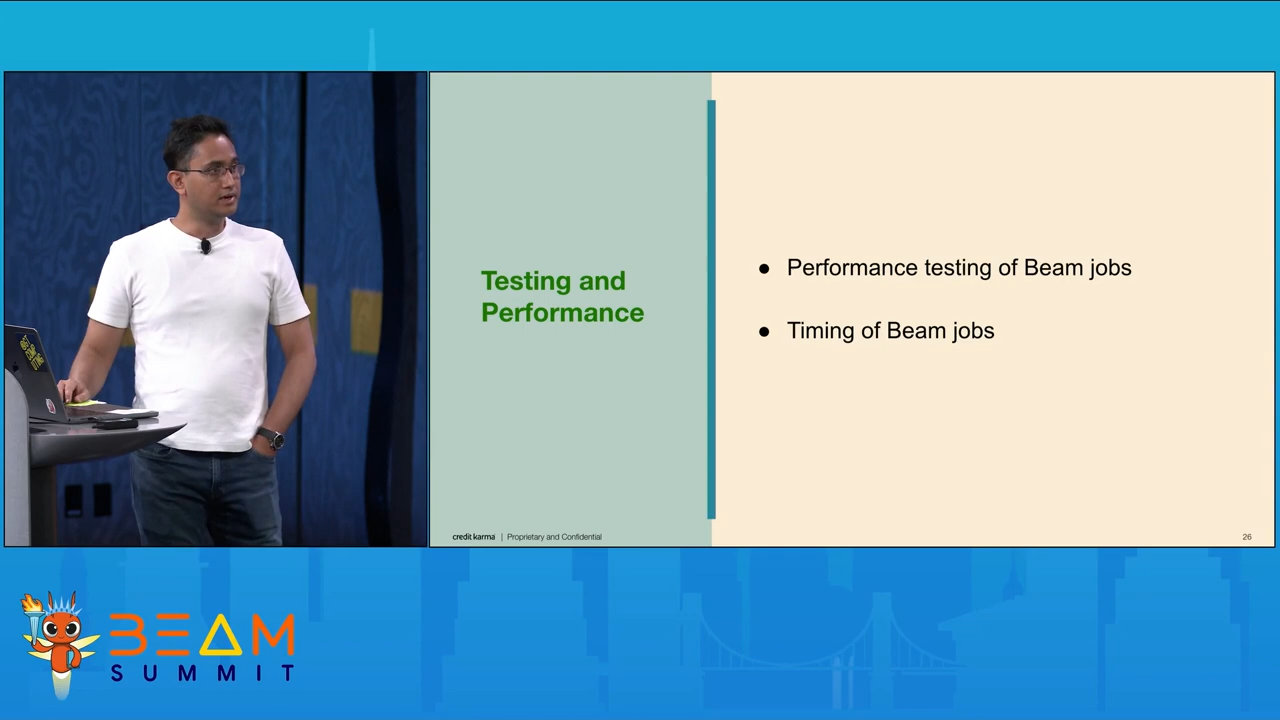 Testing and
Performance
● Performance testing of Beam jobs
● Timing of Beam jobs
credit karma | Proprietary and Confidential
26
BEAM
SUMMIT